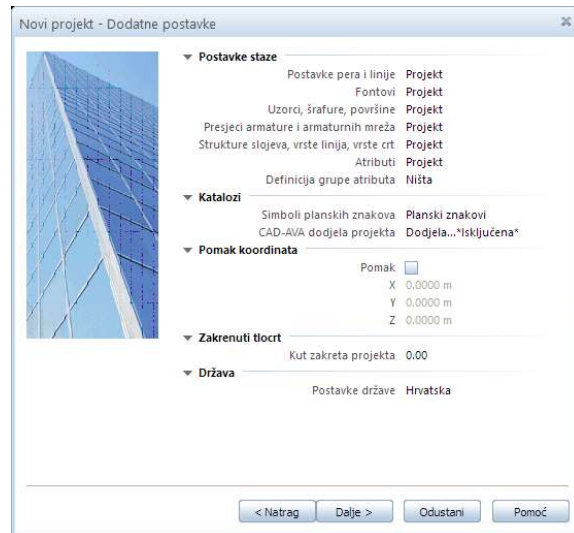 Novi projekt - Dodatne postavke
Postavke staze
Postavke pera i linije Projekt
Fontovi Projekt
Uzorci, šrafure, površine Projekt
Presjeci armature i armaturnih mreža Projekt
Strukture slojeva, vrste linija, vrste crt Projekt
Atributi Projekt
Definicija grupe atributa Ništa
Katalozi
Simboli planskih znakova Planski znakovi
CAD-AVA dodjela projekta Dodjela...*Isključena*
Pomak koordinata
Pomak
X 0.0000 m
Y 0.0000 m
Z 0.0000 m
Zakrenuti tlocrt
Kut zakreta projekta 0.00
Država
Postavke države Hrvatska
< Natrag Dalje > Odustani Pomoć